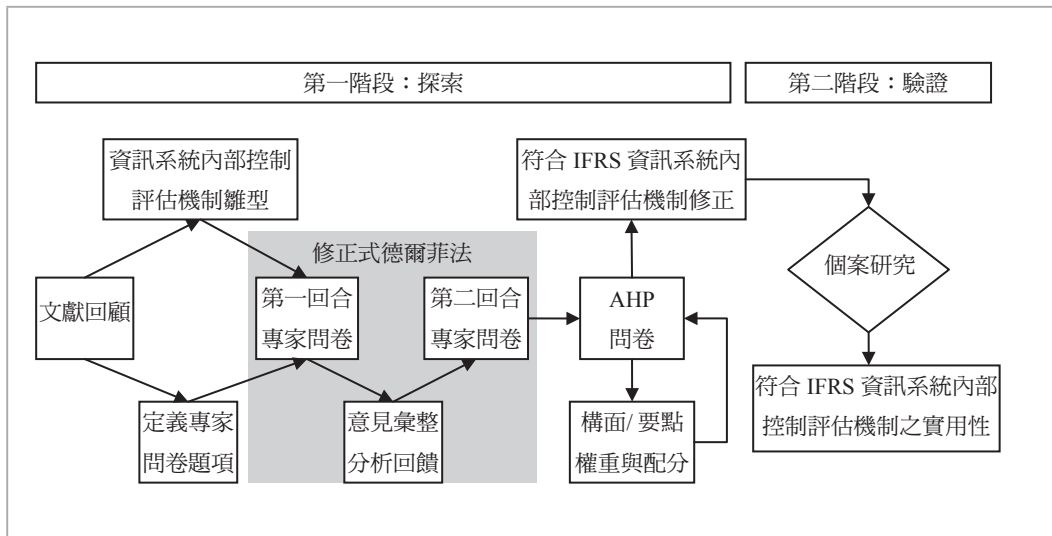 第一階段：探索
第二階段：驗證
資訊系統內部控制
評估機制雛型
符合 IFRS 資訊系統內
部控制評估機制修正
修正式德爾菲法
文獻回顧
第一回合
專家問卷
第二回合
專家問卷
AHP
問卷
個案研究
定義專家
問卷題項
意見彙整
分析回饋
構面/ 要點
權重與配分
符合 IFRS 資訊系統內部
控制評估機制之實用性